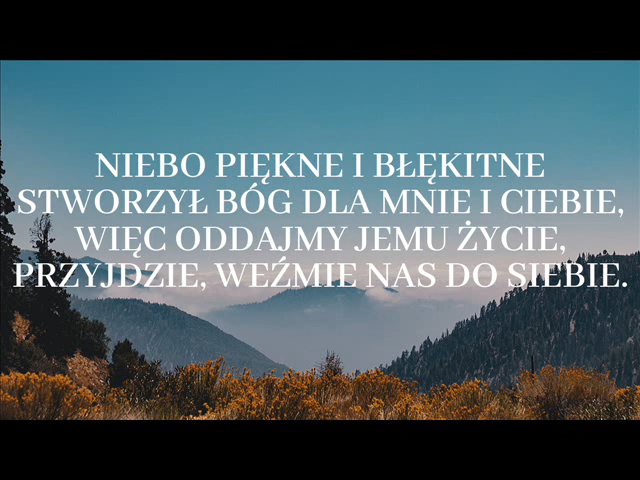 NIEBO PIĘKNE I BŁĘKITNE
STWORZYŁ BÓG DLA MNIE I CIEBIE,
WIĘC ODDAJMY JEMU ŻYCIE,
PRZYJDZIE, WEŹMIE NAS DO SIEBIE.